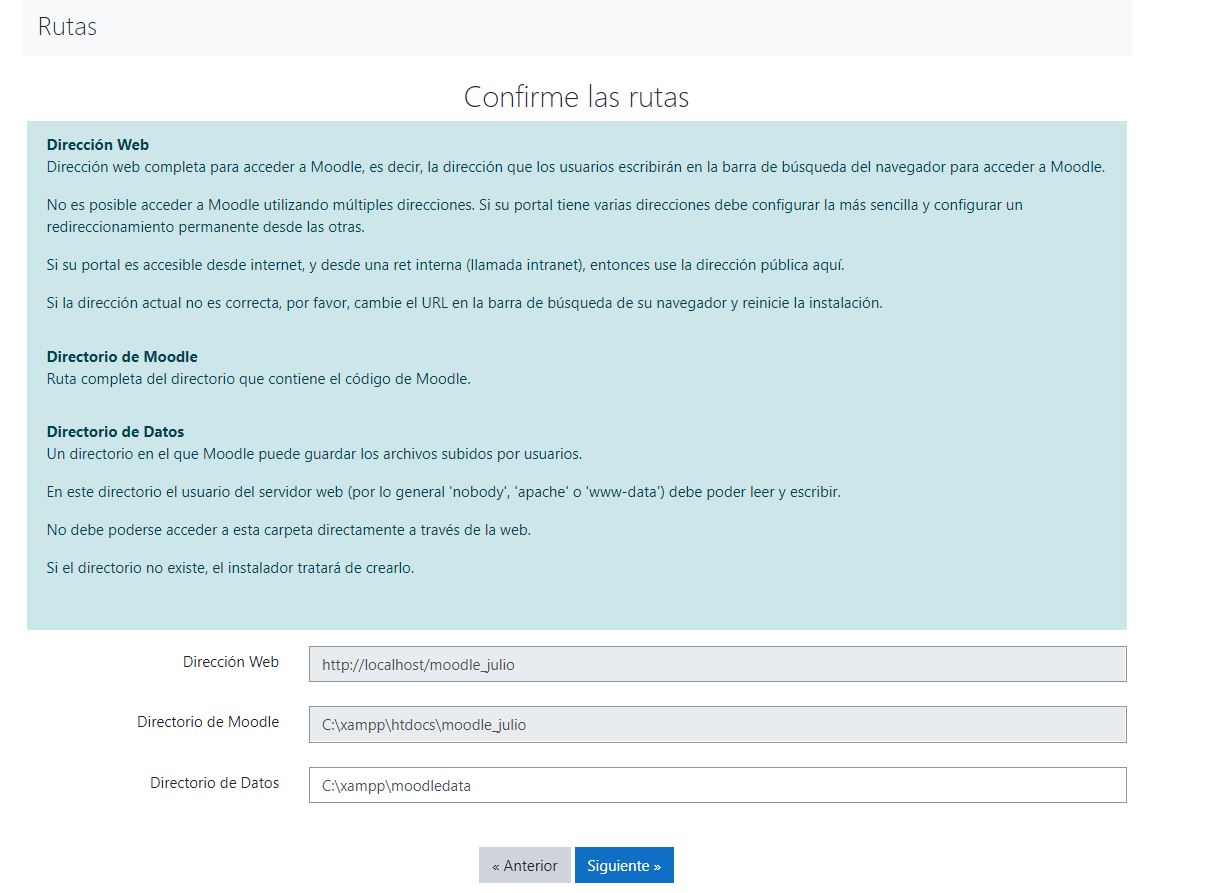 Rutas
Confirme las rutas
Dirección Web
Dirección web completa para acceder a Moodle, es decir, la dirección que los usuarios escribirán en la barra de búsqueda del navegador para acceder a Moodle.
No es posible acceder a Moodle utilizando múltiples direcciones. Si su portal tiene varias direcciones debe configurar la más sencilla y configurar un
redireccionamiento permanente desde las otras.
Si su portal es accesible desde internet, y desde una ret interna (llamada intranet), entonces use la dirección pública aquí.
Si la dirección actual no es correcta, por favor, cambie el URL en la barra de búsqueda de su navegador y reinicie la instalación.
Directorio de Moodle
Ruta completa del directorio que contiene el código de Moodle.
Directorio de Datos
Un directorio en el que Moodle puede guardar los archivos subidos por usuarios.
En este directorio el usuario del servidor web (por lo general 'nobody', 'apache' o 'www-data') debe poder leer y escribir.
No debe poderse acceder a esta carpeta directamente a través de la web.
Si el directorio no existe, el instalador tratará de crearlo.
Dirección Web http://localhost/moodle_julio
Directorio de Moodle C:\xampp\htdocs\moodle_julio
Directorio de Datos C:\xampp\moodledata
« Anterior Siguiente »